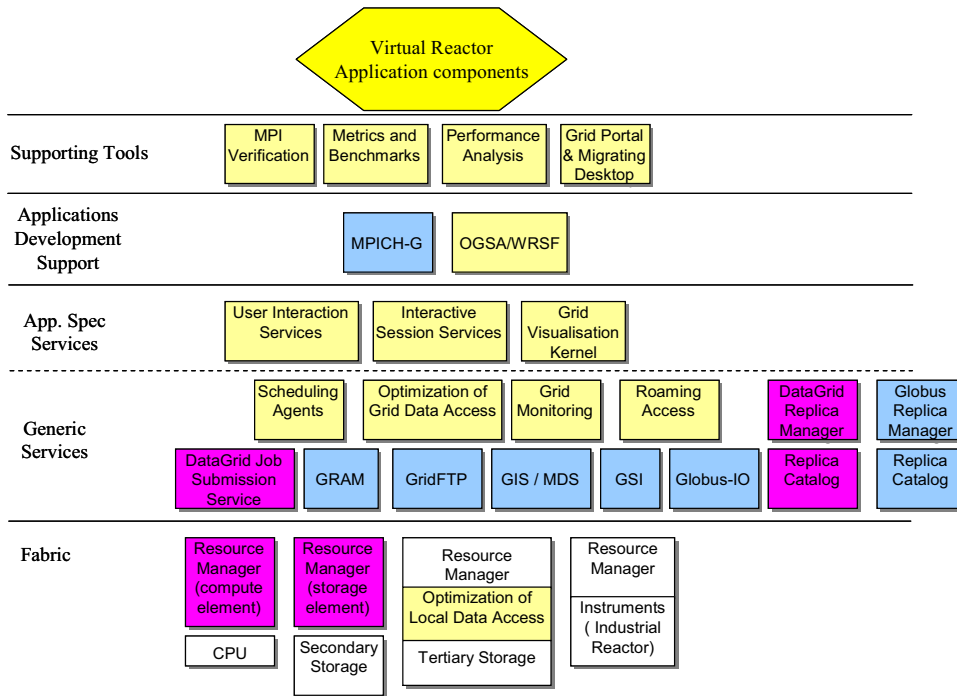 Virtual Reactor
Application components
Supporting Tools
MPI
Verification
Metrics and
Benchmarks
Performance
Analysis
Grid Portal
& Migrating
Desktop
Applications
Development
Support
MPICH-G
OGSA/WRSF
App. Spec
Services
User Interaction
Services
Interactive
Session Services
Grid
Visualisation
Kernel
Generic
Services
Scheduling
Agents
Optimization of
Grid Data Access
Grid
Monitoring
Roaming
Access
DataGrid
Replica
Manager
Globus
Replica
Manager
DataGrid Job
Submission
Service
GRAM
GridFTP
GIS / MDS
GSI
Globus-IO
Replica
Catalog
Replica
Catalog
Fabric
Resource
Manager
(compute
element)
Resource
Manager
(storage
element)
Resource
Manager
Optimization of
Local Data Access
Tertiary Storage
Resource
Manager
Instruments
( Industrial
Reactor)
CPU
Secondary
Storage